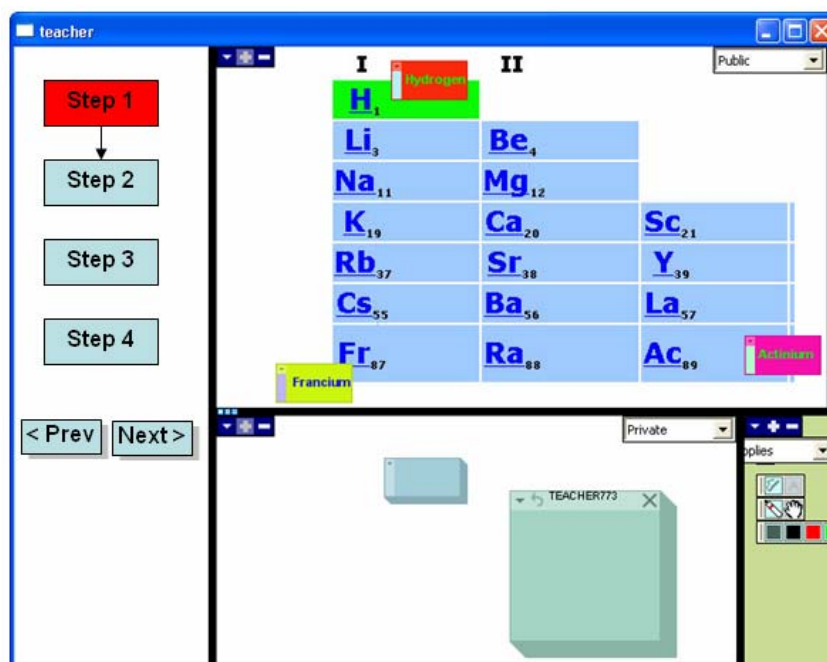 teacher
Step 1
Step 2
Step 3
Step 4
< Prev Next >
Public
I II
Hydrogen
H1
Li3 Be4
Na11 Mg12
K19 Ca20 Sc21
Rb37 Sr38 Y39
Cs55 Ba56 La57
Fr87 Ra88 Ac89
Francium
Actinium
Private
TEACHER773
pplies
A